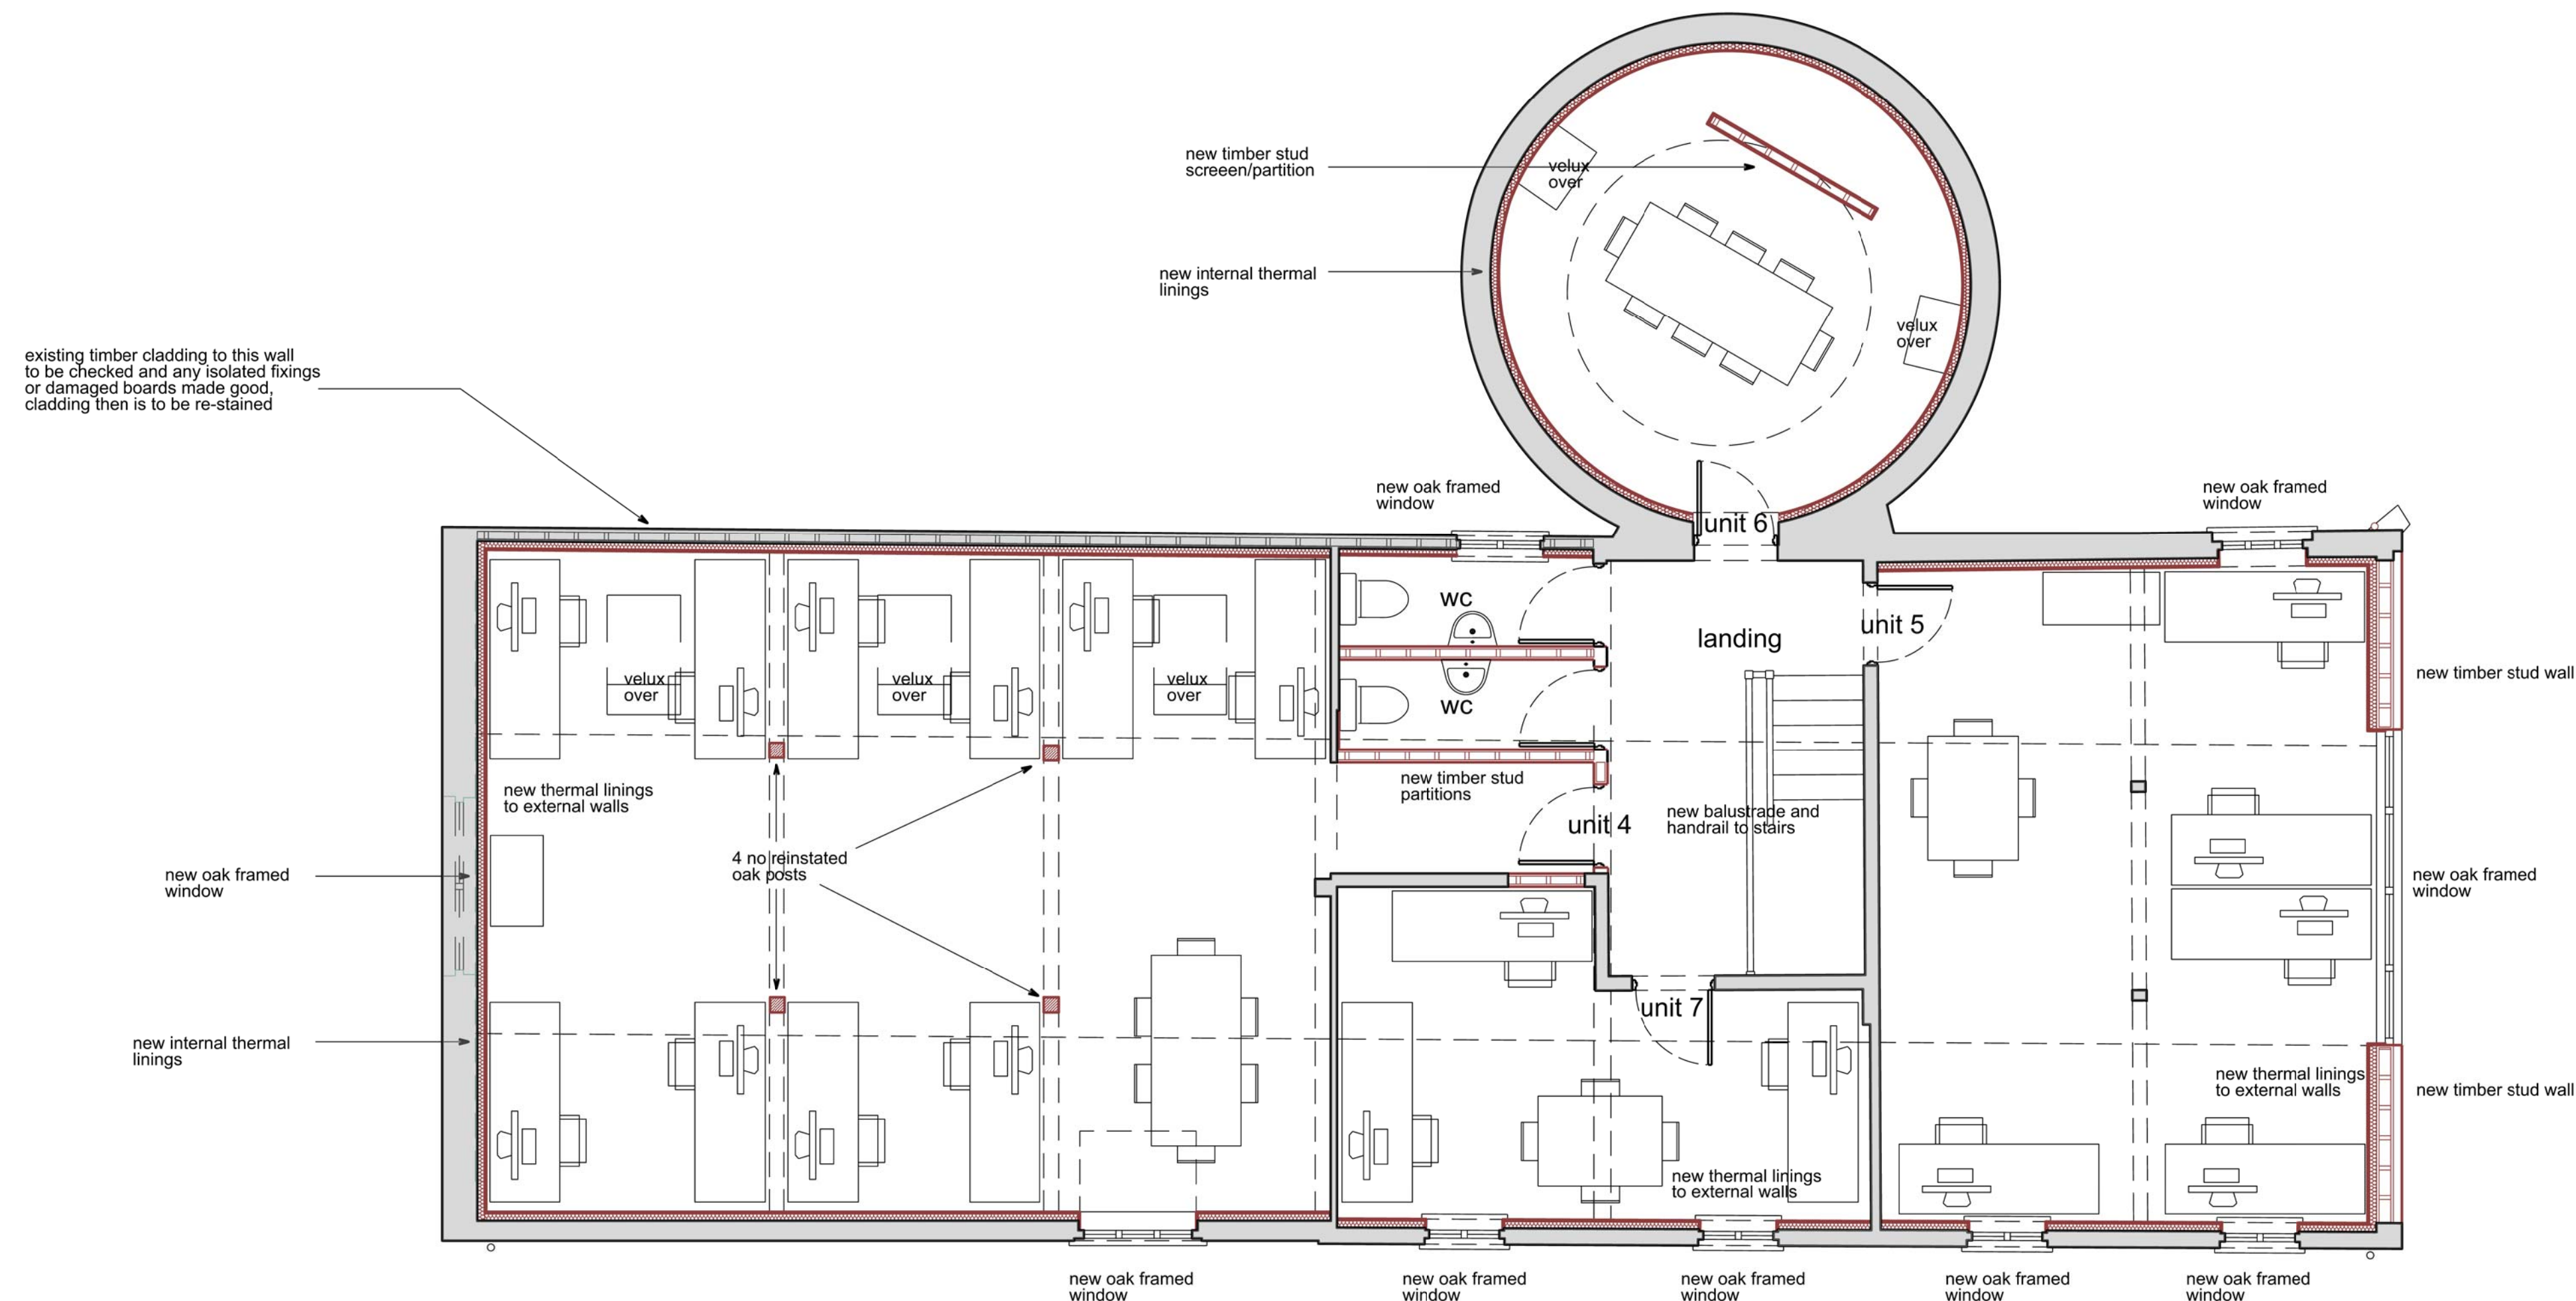 new timber stud
screeen/partition
velux
over
new internal thermal
linings
velux
over
existing timber cladding to this wall
to be checked and any isolated fixings
or damaged boards made good,
cladding then is to be re-stained
new oak framed
window
new oak framed
window
unit 6
wc
landing
unit 5
velux
over
velux
over
velux
over
wc
new timber stud wall
new thermal linings
to external walls
new timber stud
partitions
unit 4
new balustrade and
handrail to stairs
4 no reinstated
oak posts
new oak framed
window
new oak framed
window
unit 7
new internal thermal
linings
new thermal linings
to external walls
new timber stud wall
new thermal linings
to external walls
new oak framed
window
new oak framed
window
new oak framed
window
new oak framed
window
new oak framed
window